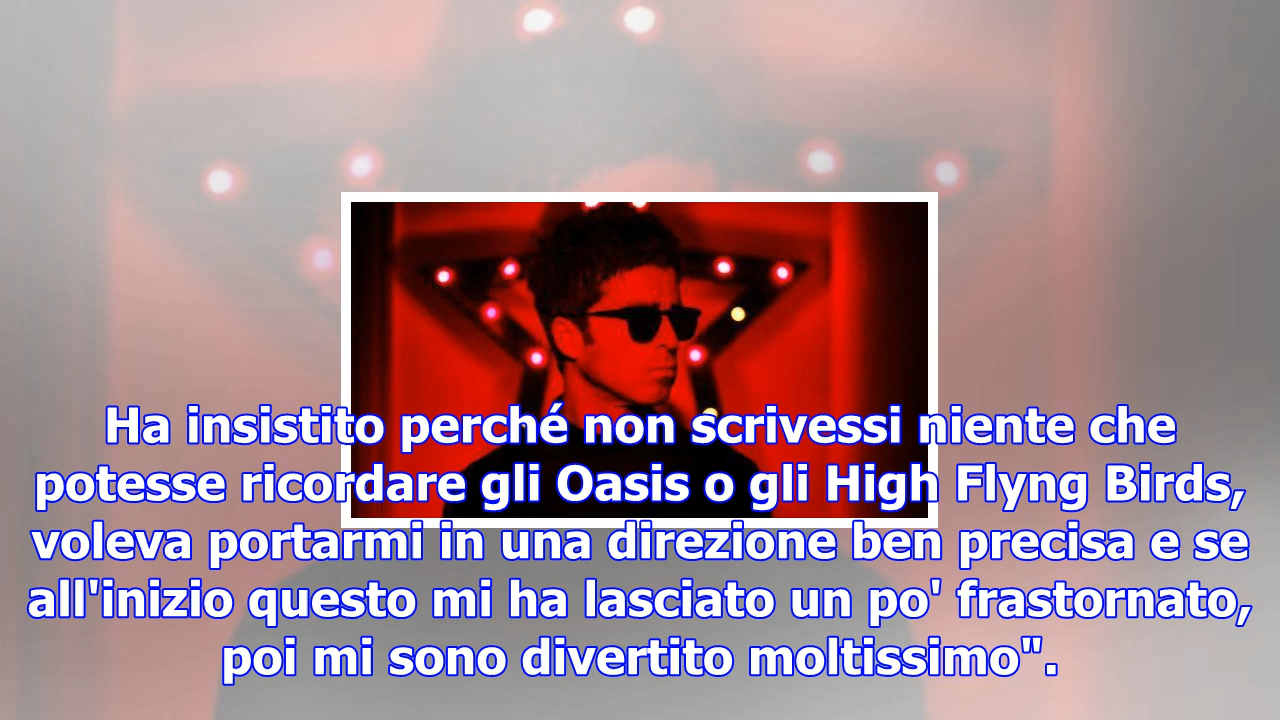 Ha insistito perché non scrivessi niente che
potesse ricordare gli Oasis o gli High Flyng Birds,
voleva portarmi in una direzione ben precisa e se
all'inizio questo mi ha lasciato un po' frastornato,
poi mi sono divertito moltissimo".